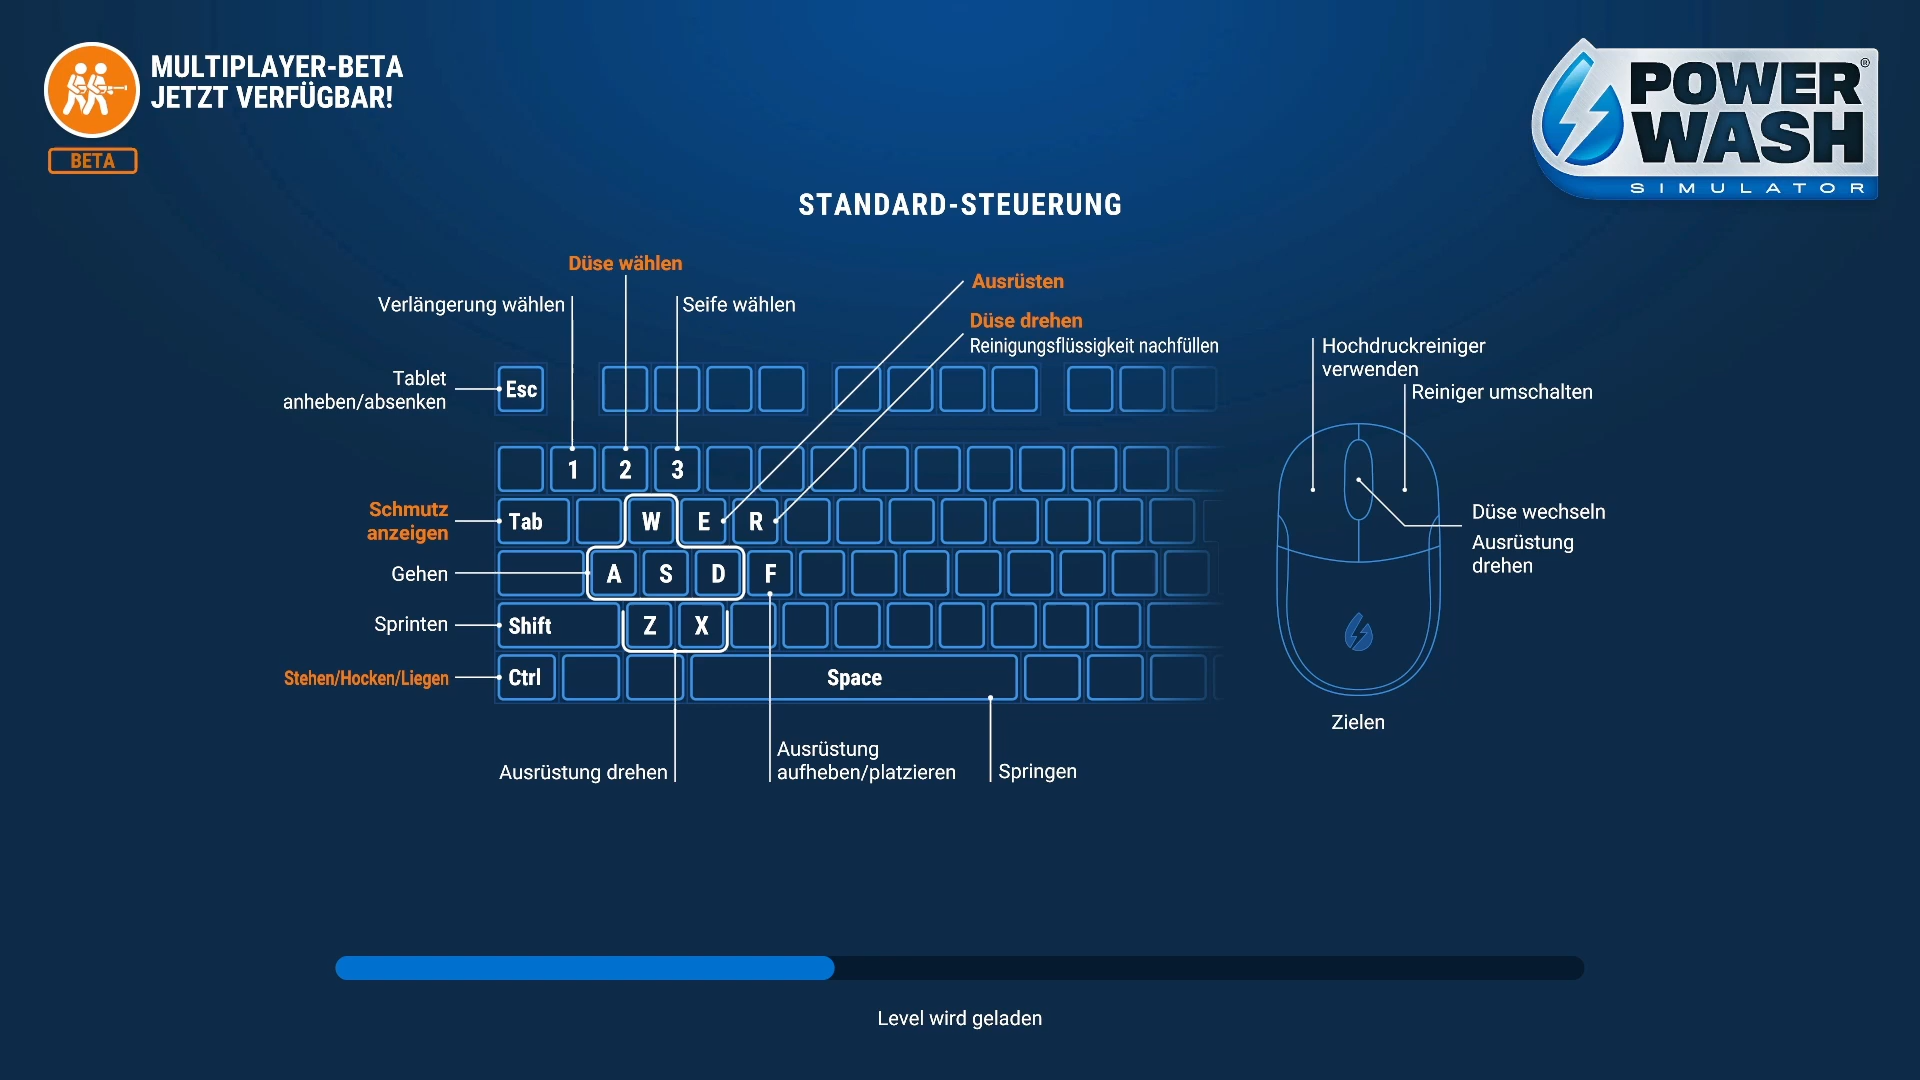 MULTIPLAYER-BETA
JETZT VERFÜGBAR!
BETA
POWER®
WASH
SIMULATOR
STANDARD-STEUERUNG
Düse wählen
Verlängerung wählen
Seife wählen
Ausrüsten
Düse drehen
Reinigungsflüssigkeit nachfüllen
Tablet
anheben/absenken
Esc
1 2 3
Schmutz
anzeigen
Tab W E R
Gehen
A S D F
Sprinten
Shift Z X
Stehen/Hocken/Liegen
Ctrl Space
Ausrüstung drehen
Ausrüstung
aufheben/platzieren
Springen
Hochdruckreiniger
verwenden
Reiniger umschalten
Düse wechseln
Ausrüstung
drehen
Zielen
Level wird geladen